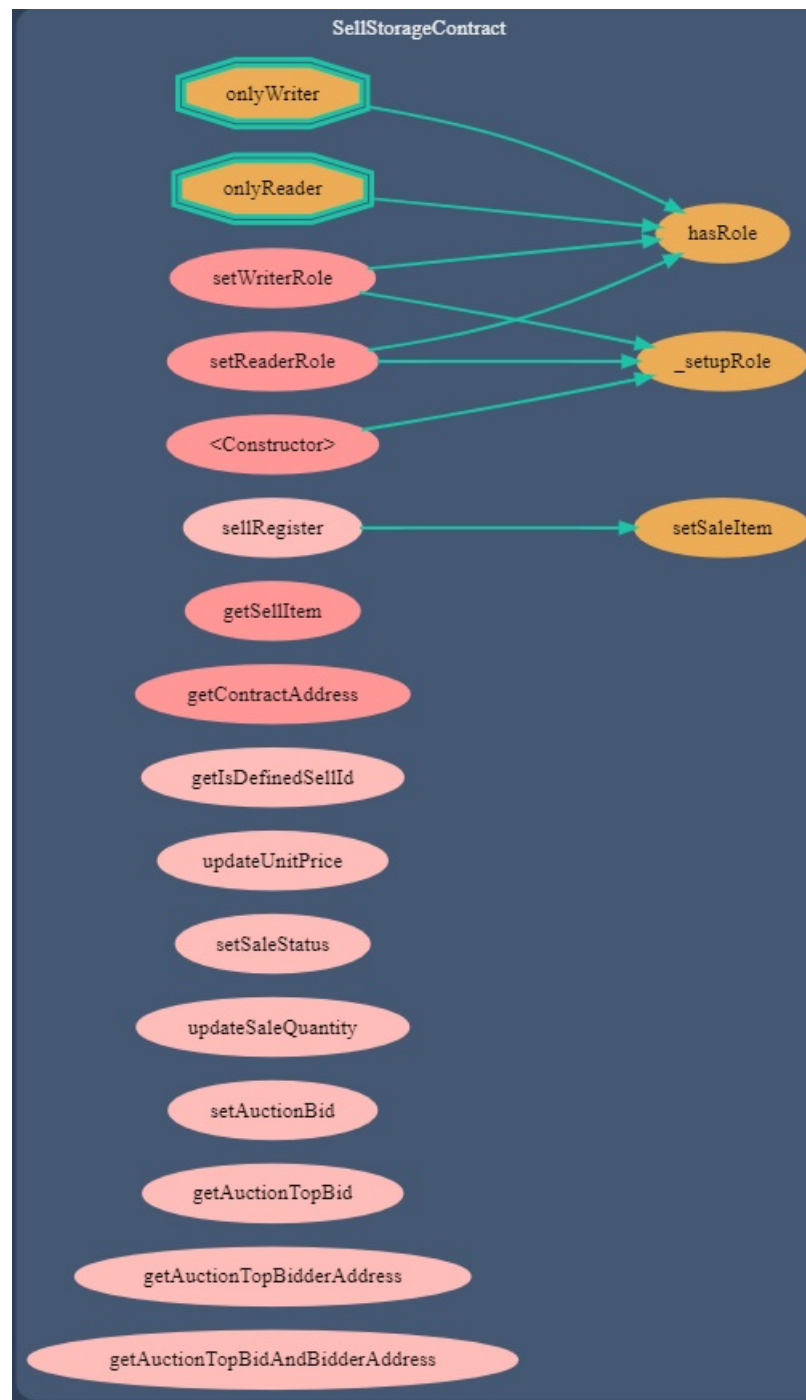 SellStorageContract
onlyWriter
onlyReader
hasRole
setWriterRole
setReaderRole
_setupRole
<Constructor>
sellRegister
setSaleItem
getSellItem
getContractAddress
getIsDefinedSellId
updateUnitPrice
setSaleStatus
updateSaleQuantity
setAuctionBid
getAuctionTopBid
getAuctionTopBidderAddress
getAuctionTopBidAndBidderAddress